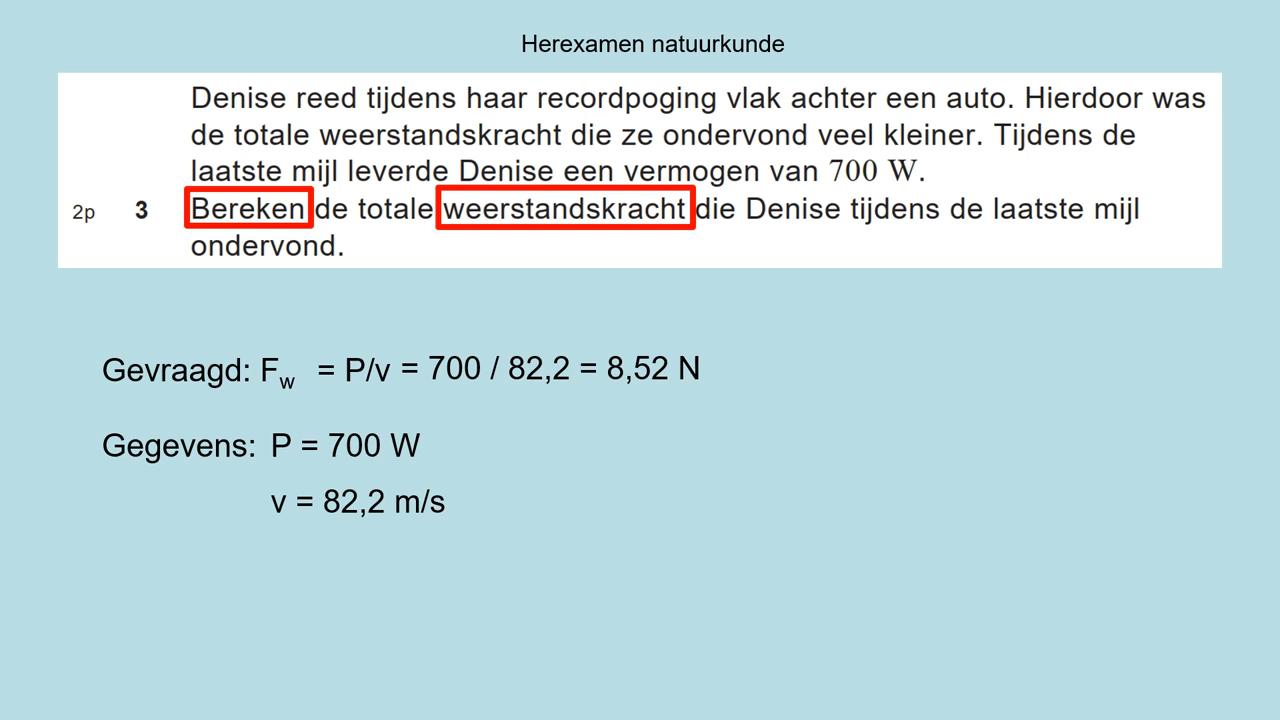 Herexamen natuurkunde
Denise reed tijdens haar recordpoging vlak achter een auto. Hierdoor was
de totale weerstandskracht die ze ondervond veel kleiner. Tijdens de
laatste mijl leverde Denise een vermogen van 700 W.
2p 3 Bereken de totale weerstandskracht die Denise tijdens de laatste mijl
ondervond.
Gevraagd: Fw = P/v = 700 / 82,2 = 8,52 N
Gegevens: P = 700 W
v = 82,2 m/s